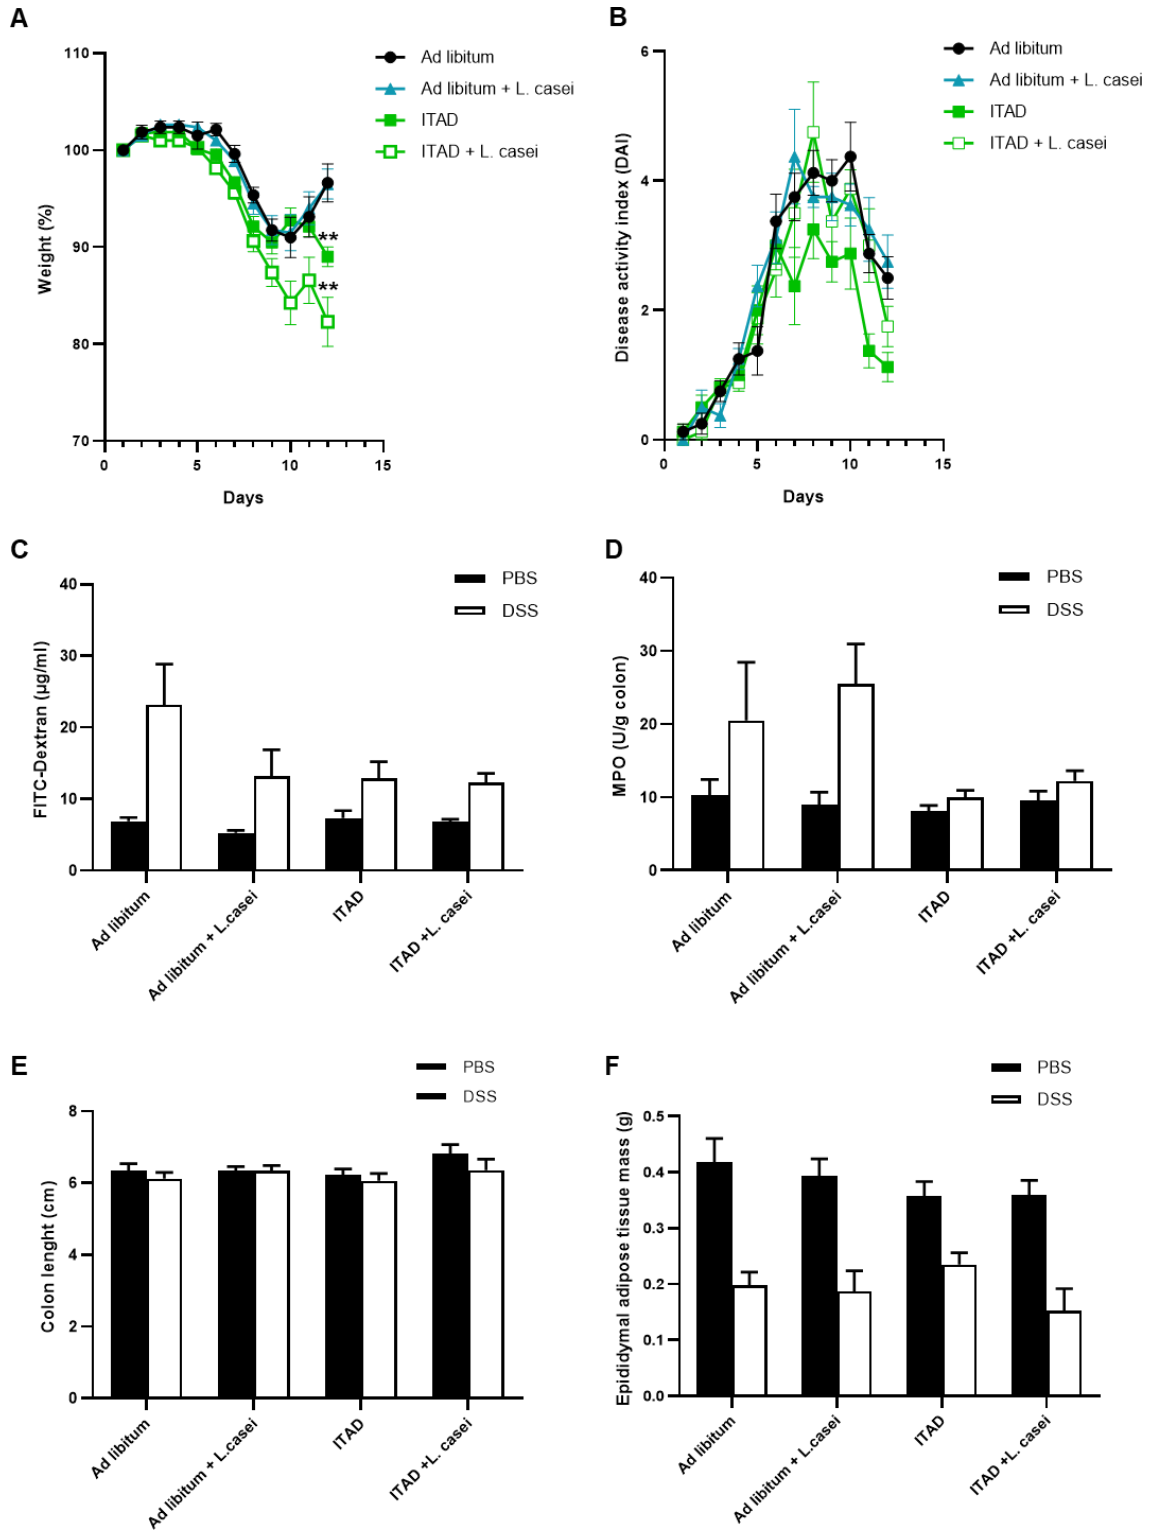 A
110
100
90
80
70
Weight (%)
0 5 10 15
Days
Ad libitum
Ad libitum + L. casei
ITAD
ITAD + L. casei
**
**
B
6
4
2
0
Disease activity index (DAI)
0 5 10 15
Days
Ad libitum
Ad libitum + L. casei
ITAD
ITAD + L. casei
C
40
30
20
10
0
FITC-Dextran (µg/ml)
PBS
DSS
Ad libitum
Ad libitum + L.casei
ITAD
ITAD +L. casei
D
40
30
20
10
0
MPO (U/g colon)
PBS
DSS
Ad libitum
Ad libitum + L.casei
ITAD
ITAD +L. casei
E
8
6
4
2
0
Colon lenght (cm)
PBS
DSS
Ad libitum
Ad libitum + L.casei
ITAD
ITAD +L. casei
F
0.5
0.4
0.3
0.2
0.1
0.0
Epididymal adipose tissue mass (g)
PBS
DSS
Ad libitum
Ad libitum + L.casei
ITAD
ITAD +L. casei